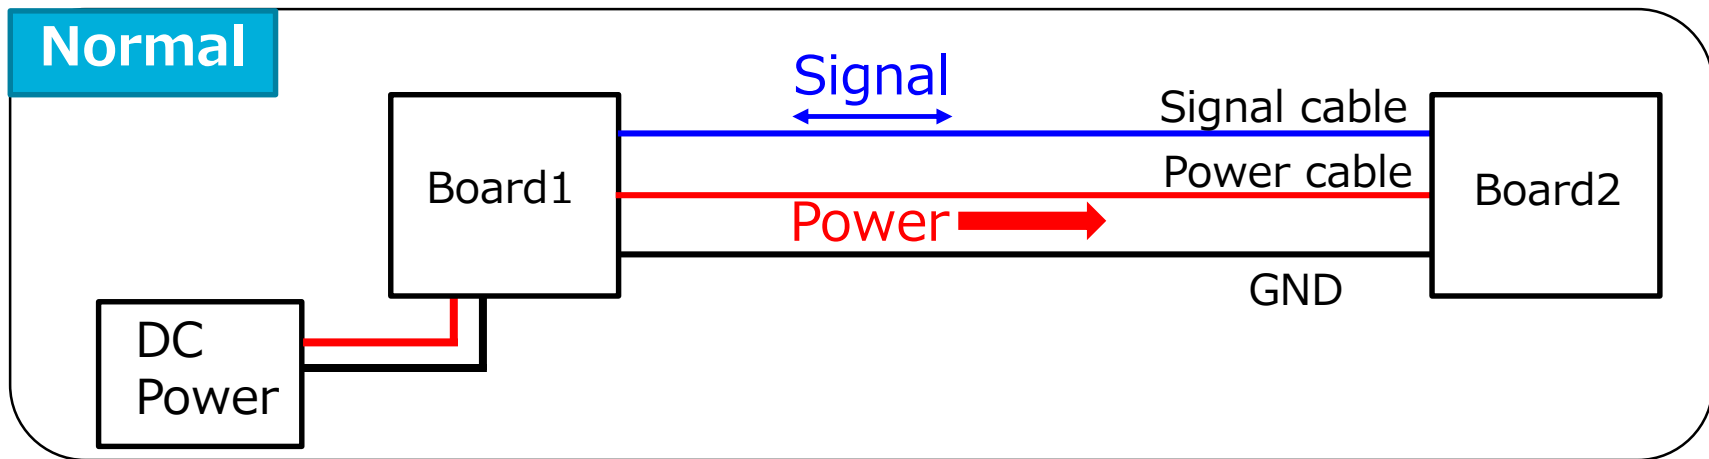 Normal
Signal
Signal cable
Board1
Power cable
Board2
Power
GND
DC
Power